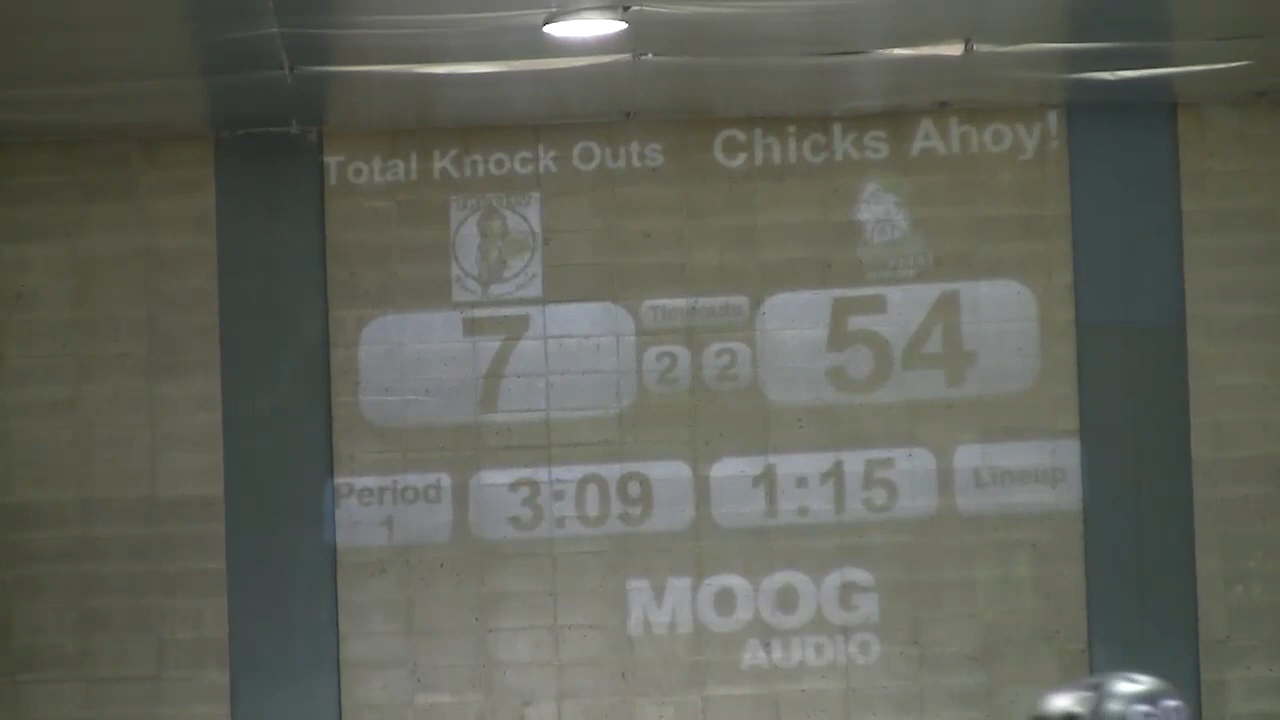 Total Knock Outs
Chicks Ahoy!
7
Timeouts
2 2
54
Period
1
3:09
1:15
Lineup
MOOG
AUDIO